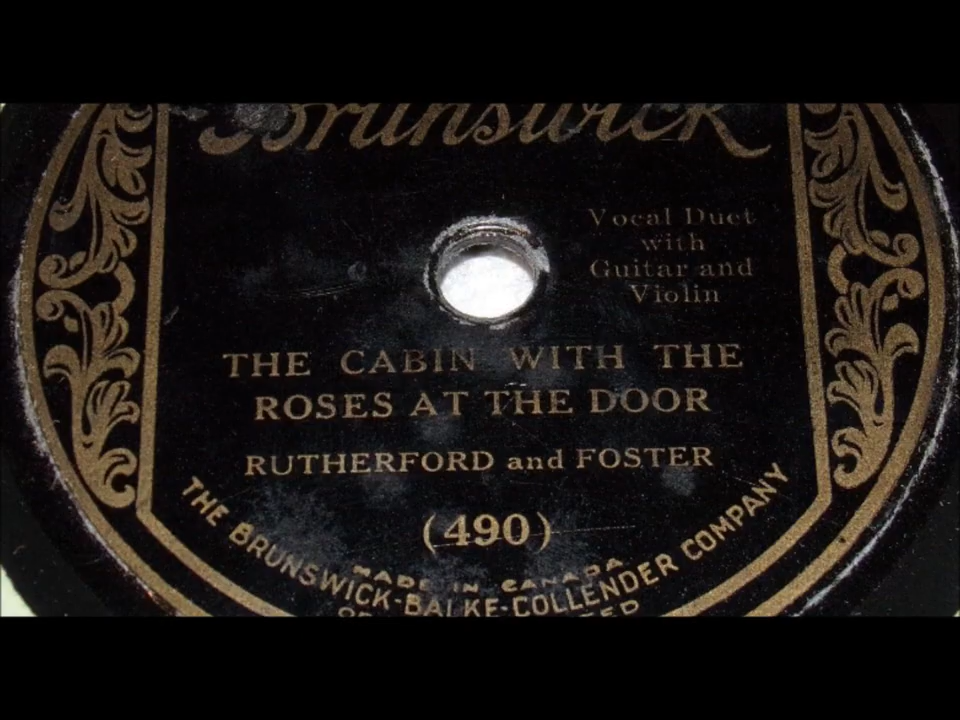 Brunswick
Vocal Duet
with
Guitar and
Violin
THE CABIN WITH THE
ROSES AT THE DOOR
RUTHERFORD and FOSTER
(490)
MADE IN CANADA
THE BRUNSWICK-BALKE-COLLENDER COMPANY